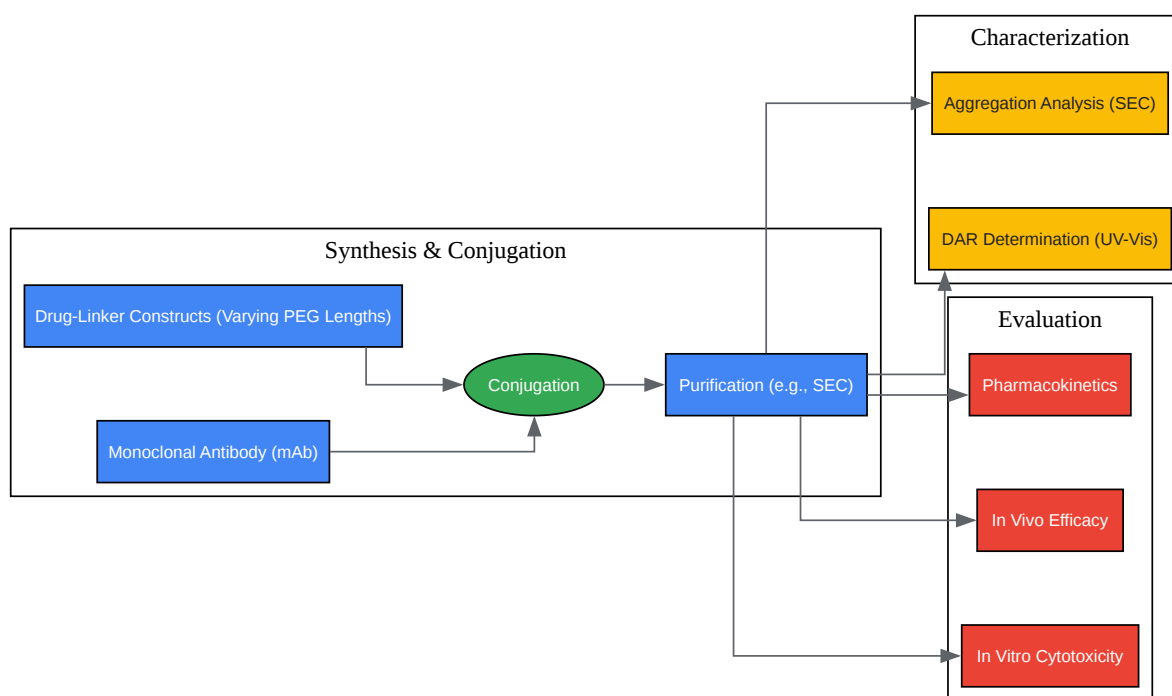 Characterization
Aggregation Analysis (SEC)
DAR Determination (UV-Vis)
Synthesis & Conjugation
Drug-Linker Constructs (Varying PEG Lengths)
Conjugation
Purification (e.g., SEC)
Monoclonal Antibody (mAb)
Evaluation
Pharmacokinetics
In Vivo Efficacy
In Vitro Cytotoxicity